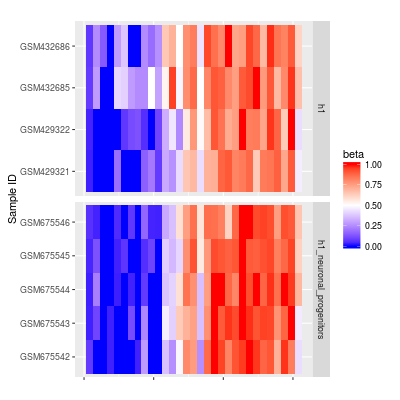 GSM432686
GSM432685
GSM429322
GSM429321
h1
GSM675546
GSM675545
GSM675544
GSM675543
GSM675542
h1_neuronal_progenitors
Sample ID
beta
1.00
0.75
0.50
0.25
0.00